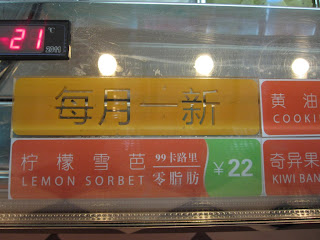 -21 °C
每月一新
黄油
COOKI
柠檬雪芭 99卡路里
LEMON SORBET 零脂肪
¥22
奇异果
KIWI BAN